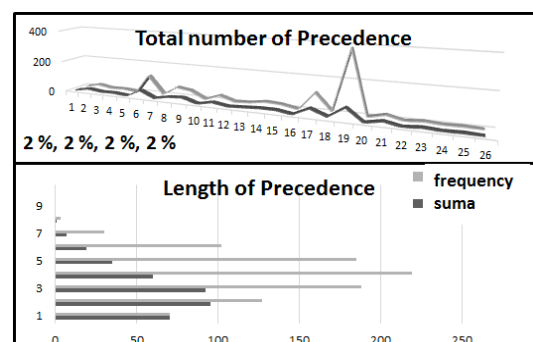 Total number of Precedence
400
200
0
1 2 3 4 5 6 7 8 9 10 11 12 13 14 15 16 17 18 19 20 21 22 23 24 25 26
2 %, 2 %, 2 %, 2 %
Length of Precedence
frequency
suma
9
7
5
3
1
0 50 100 150 200 250